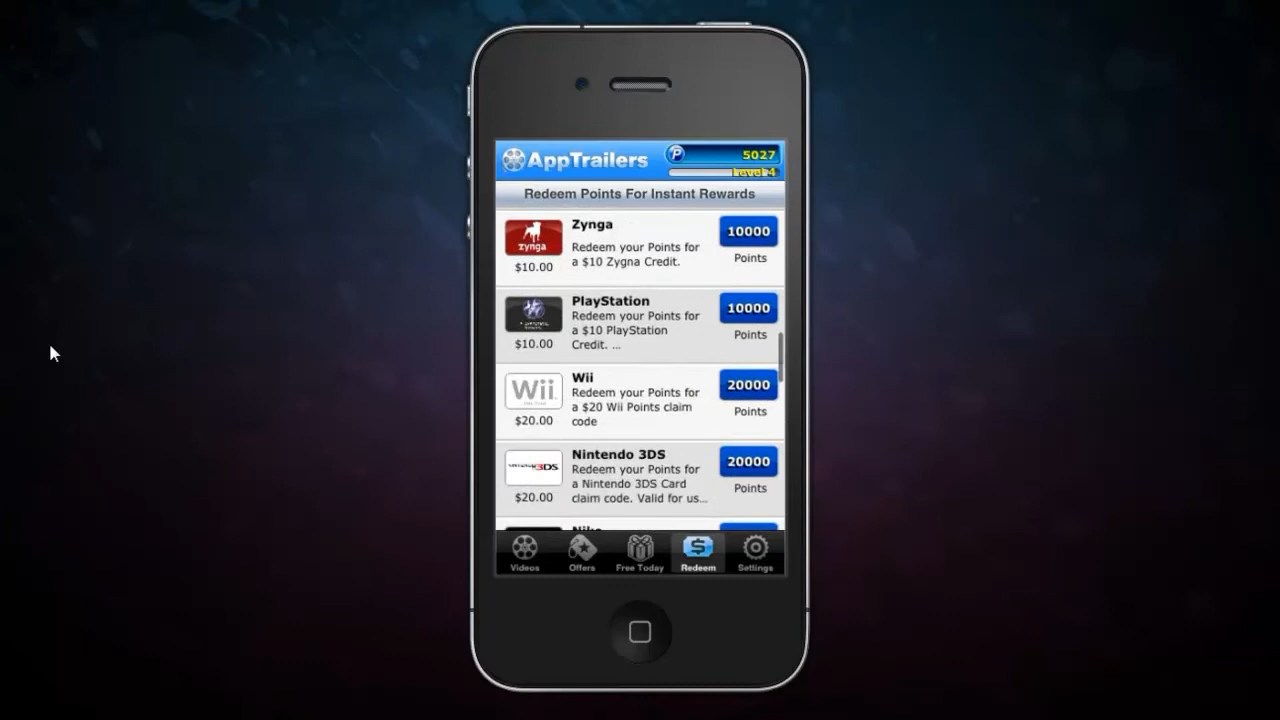 AppTrailers
P
5027
Level 4
Redeem Points For Instant Rewards
zynga
$10.00
Zynga
Redeem your Points for
a $10 Zygna Credit.
10000
Points
$10.00
PlayStation
Redeem your Points for
a $10 PlayStation
Credit. ...
10000
Points
Wii
$20.00
Wii
Redeem your Points for
a $20 Wii Points claim
code
20000
Points
NINTENDO 3DS
$20.00
Nintendo 3DS
Redeem your Points for
a Nintendo 3DS Card
claim code. Valid for us...
20000
Points
Nike
Videos
Offers
Free Today
$
Redeem
Settings